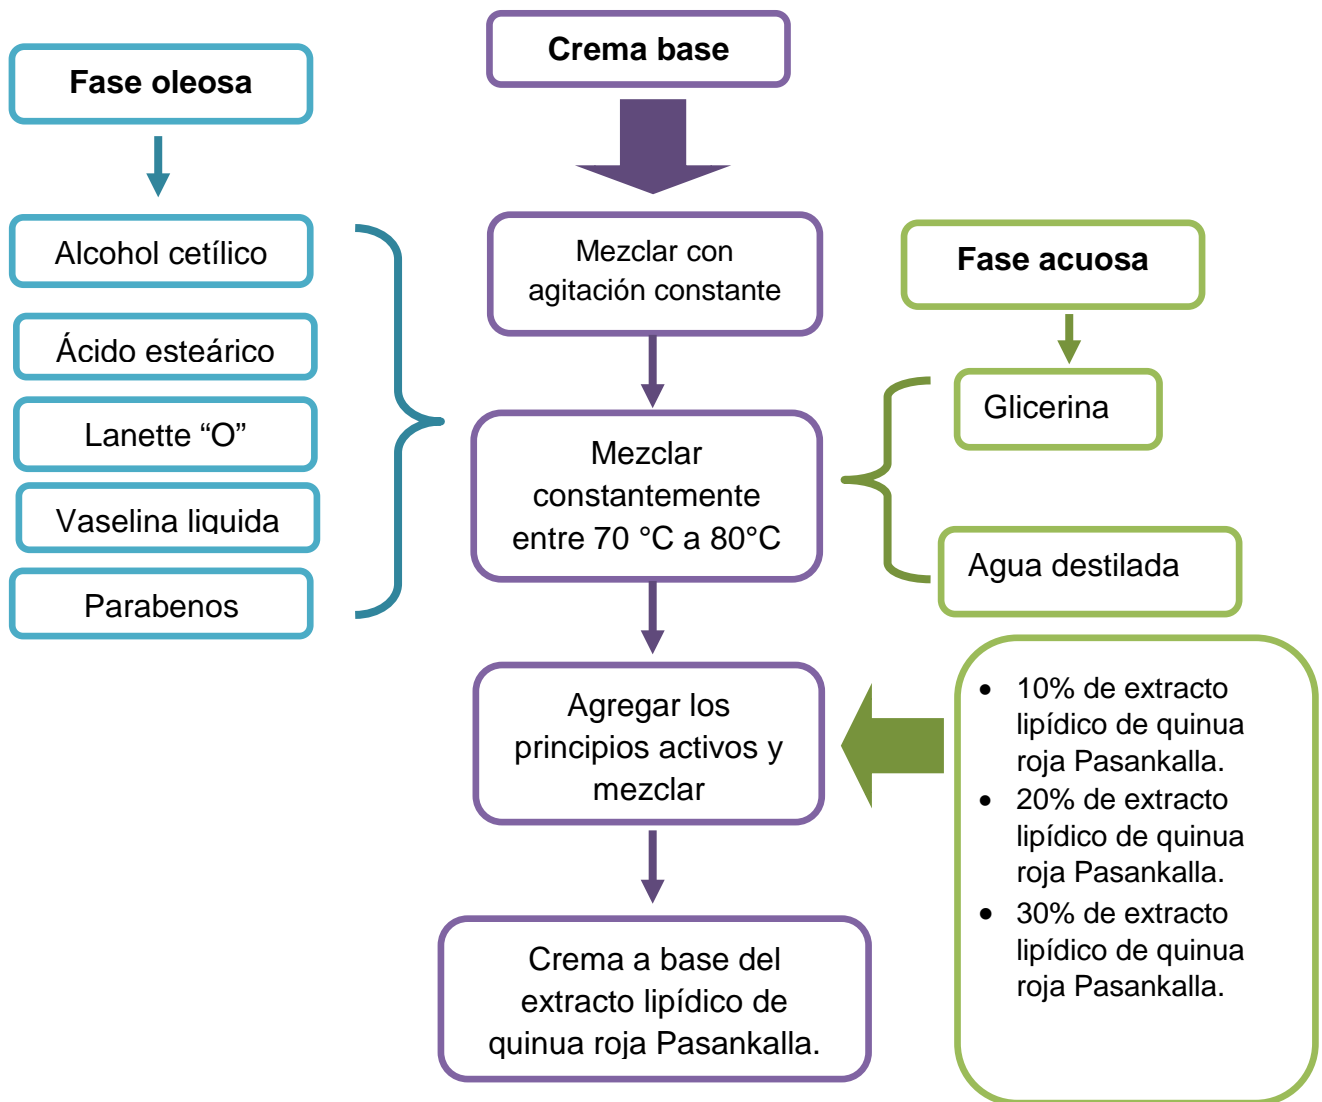 Fase oleosa
Alcohol cetílico
Ácido esteárico
Lanette “O”
Vaselina liquida
Parabenos
Crema base
Mezclar con
agitación constante
Mezclar
constantemente
entre 70 °C a 80°C
Agregar los
principios activos y
mezclar
Crema a base del
extracto lipídico de
quinua roja Pasankalla.
Fase acuosa
Glicerina
Agua destilada
• 10% de extracto
lipídico de quinua
roja Pasankalla.
• 20% de extracto
lipídico de quinua
roja Pasankalla.
• 30% de extracto
lipídico de quinua
roja Pasankalla.